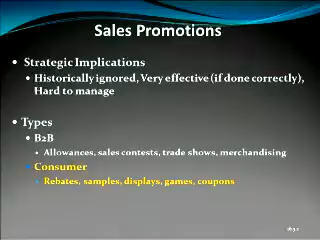 Sales Promotions
• Strategic Implications
• Historically ignored, Very effective (if done correctly),
Hard to manage
• Types
• B2B
• Allowances, sales contests, trade shows, merchandising
• Consumer
• Rebates, samples, displays, games, coupons